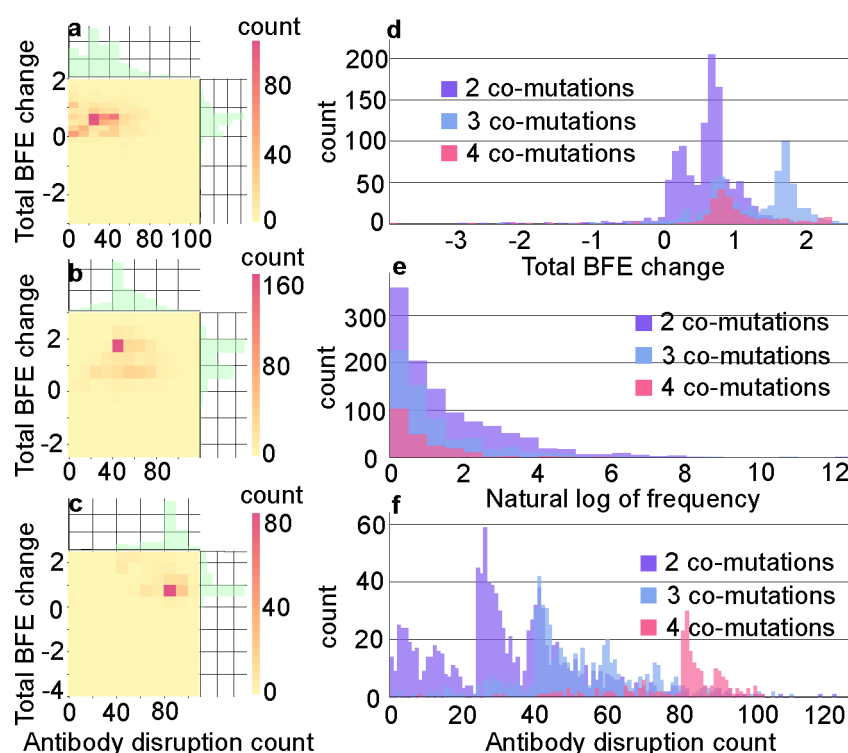 a
count
Total BFE change
2
0
-2
0 20 40 60 80 100
80
40
0
b
count
Total BFE change
2
0
-2
40 80
160
80
0
c
count
Total BFE change
2
0
-2
-4
0 40 80
Antibody disruption count
80
40
0
d
count
200
150
100
50
0
2 co-mutations
3 co-mutations
4 co-mutations
-3 -2 -1 0 1 2
Total BFE change
e
count
300
200
100
0
2 co-mutations
3 co-mutations
4 co-mutations
0 2 4 6 8 10 12
Natural log of frequency
f
count
60
40
20
0
2 co-mutations
3 co-mutations
4 co-mutations
0 20 40 60 80 100 120
Antibody disruption count